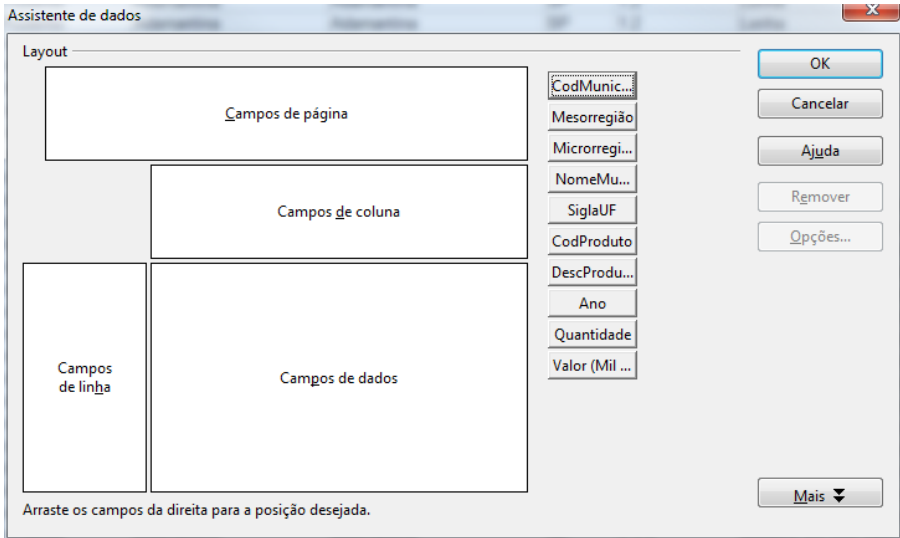 Assistente de dados
Layout
Campos de página
Campos de coluna
Campos
de linha
Campos de dados
CodMunic...
Mesorregião
Microrregi...
NomeMu...
SiglaUF
CodProduto
DescProdu...
Ano
Quantidade
Valor (Mil ...
OK
Cancelar
Ajuda
Remover
Opções...
Mais
Arraste os campos da direita para a posição desejada.